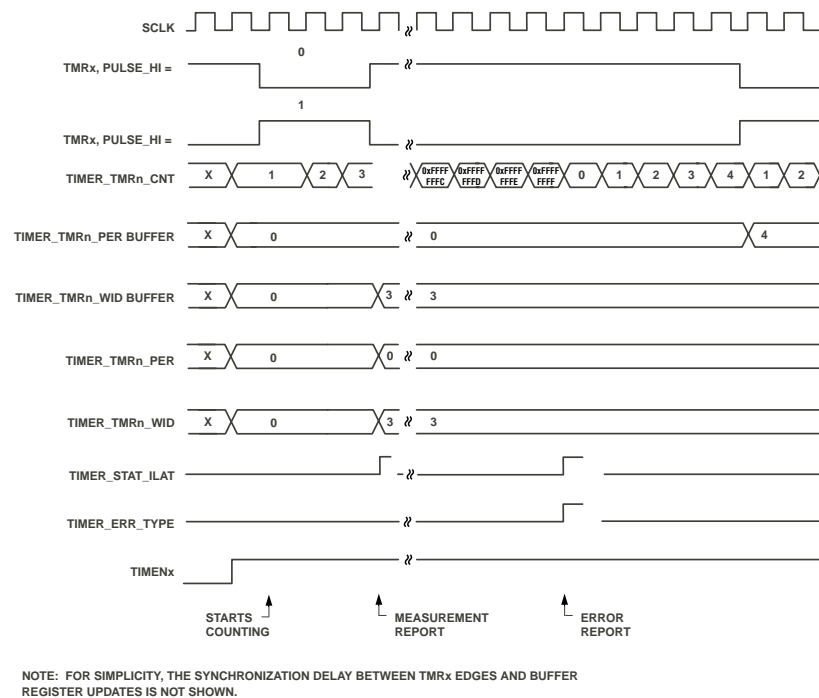 SCLK
0
TMRx, PULSE_HI =
1
TMRx, PULSE_HI =
TIMER_TMRn_CNT X 1 2 3 0xFFFF FFFC 0xFFFF FFFD 0xFFFF FFFE 0xFFFF FFFF 0 1 2 3 4 1 2
TIMER_TMRn_PER BUFFER X 0 0 4
TIMER_TMRn_WID BUFFER X 0 3 3
TIMER_TMRn_PER X 0 0 0
TIMER_TMRn_WID X 0 3 3
TIMER_STAT_ILAT
TIMER_ERR_TYPE
TIMENx
STARTS COUNTING
MEASUREMENT REPORT
ERROR REPORT
NOTE: FOR SIMPLICITY, THE SYNCHRONIZATION DELAY BETWEEN TMRx EDGES AND BUFFER
REGISTER UPDATES IS NOT SHOWN.